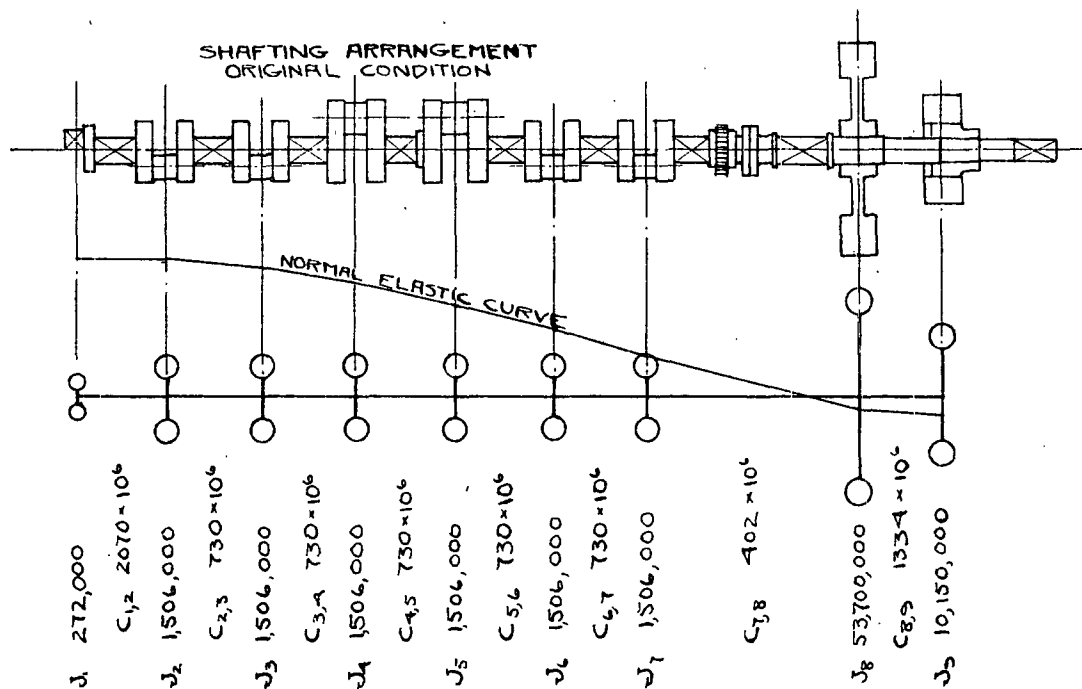 SHAFTING ARRANGEMENT
ORIGINAL CONDITION
NORMAL ELASTIC CURVE
J1 272,000
C1,2 2070×10⁶
J2 1,506,000
C2,3 730×10⁶
J3 1,506,000
C3,4 730×10⁶
J4 1,506,000
C4,5 730×10⁶
J5 1,506,000
C5,6 730×10⁶
J6 1,506,000
C6,7 730×10⁶
J7 1,506,000
C7,8 402×10⁶
J8 53,700,000
C8,9 1334×10⁶
J9 10,150,000